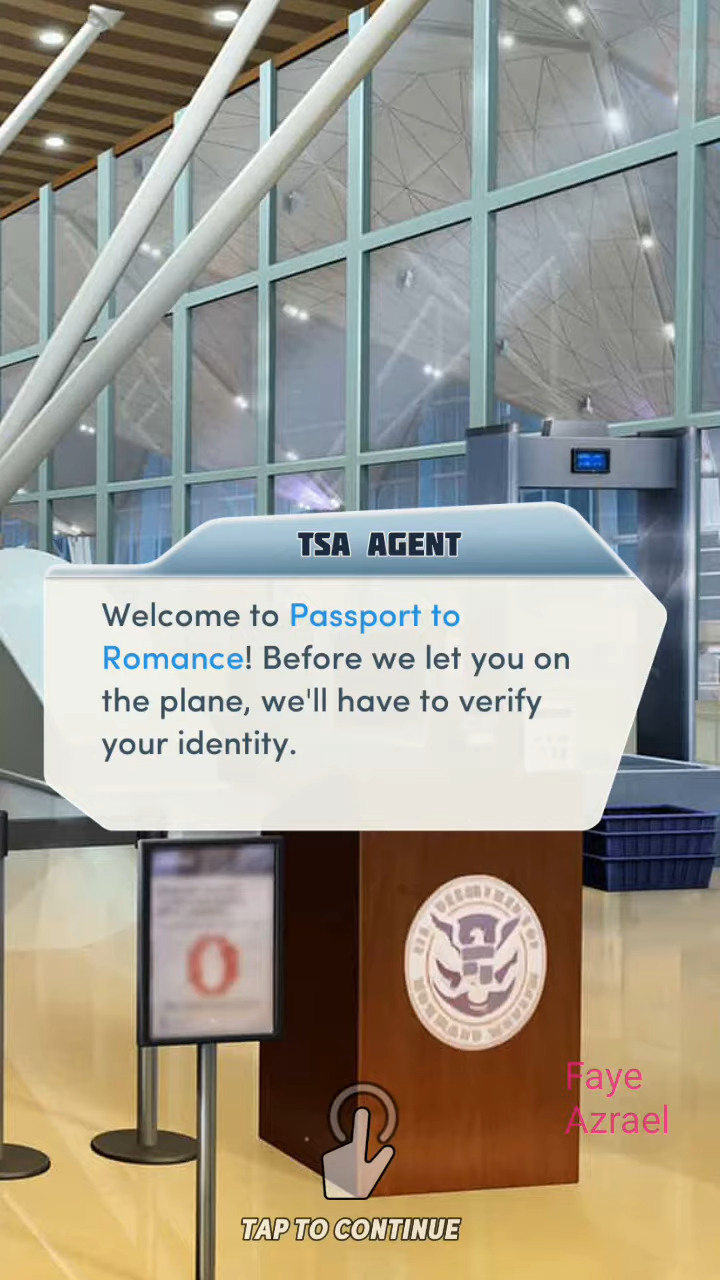 TSA AGENT
Welcome to Passport to
Romance! Before we let you on
the plane, we'll have to verify
your identity.
Faye
Azrael
TAP TO CONTINUE